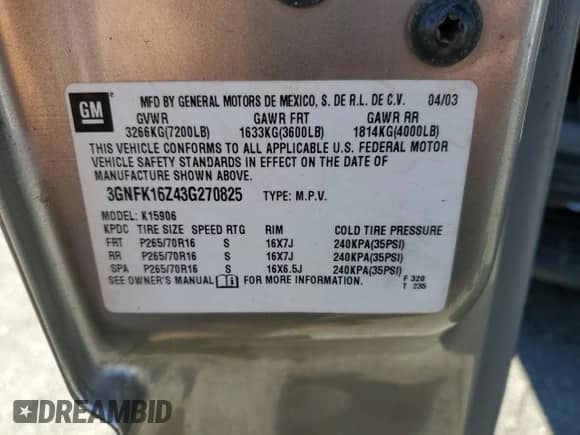 GM
MFD BY GENERAL MOTORS DE MEXICO, S. DE R.L. DE C.V. 04/03
GVWR GAWR FRT GAWR RR
3266KG(7200LB) 1633KG(3600LB) 1814KG(4000LB)
THIS VEHICLE CONFORMS TO ALL APPLICABLE U.S. FEDERAL MOTOR
VEHICLE SAFETY STANDARDS IN EFFECT ON THE DATE OF
MANUFACTURE SHOWN ABOVE.
3GNFK16Z43G270825 TYPE: M.P.V.
MODEL: K15906
KPDC TIRE SIZE SPEED RTG RIM COLD TIRE PRESSURE
FRT P265/70R16 S 16X7J 240KPA(35PSI)
RR P265/70R16 S 16X7J 240KPA(35PSI)
SPA P265/70R16 S 16X6.5J 240KPA(35PSI)
SEE OWNER'S MANUAL FOR MORE INFORMATION.
F 320
T 235
DREAMBID